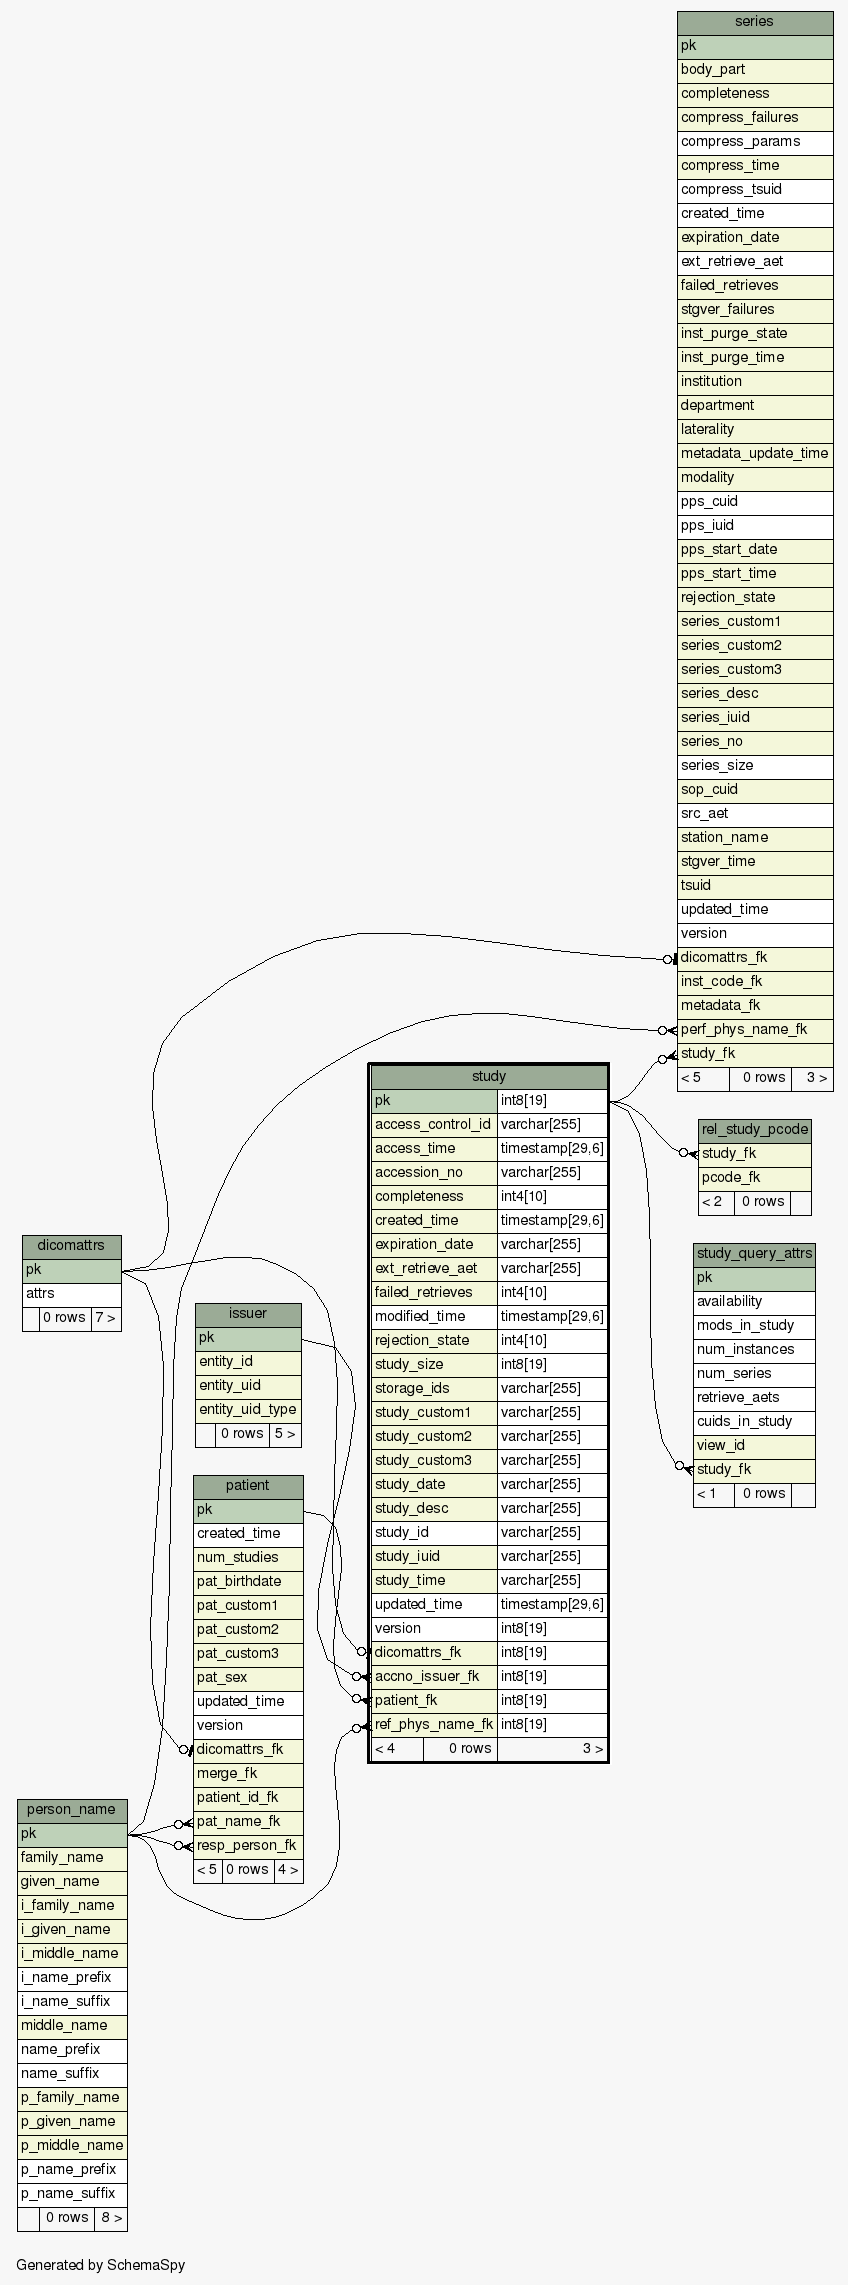 series
pk
body_part
completeness
compress_failures
compress_params
compress_time
compress_tsuid
created_time
expiration_date
ext_retrieve_aet
failed_retrieves
stgver_failures
inst_purge_state
inst_purge_time
institution
department
laterality
metadata_update_time
modality
pps_cuid
pps_iuid
pps_start_date
pps_start_time
rejection_state
series_custom1
series_custom2
series_custom3
series_desc
series_iuid
series_no
series_size
sop_cuid
src_aet
station_name
stgver_time
tsuid
updated_time
version
dicomattrs_fk
inst_code_fk
metadata_fk
perf_phys_name_fk
study_fk
< 5 0 rows 3 >
study
pk int8[19]
access_control_id varchar[255]
access_time timestamp[29,6]
accession_no varchar[255]
completeness int4[10]
created_time timestamp[29,6]
expiration_date varchar[255]
ext_retrieve_aet varchar[255]
failed_retrieves int4[10]
modified_time timestamp[29,6]
rejection_state int4[10]
study_size int8[19]
storage_ids varchar[255]
study_custom1 varchar[255]
study_custom2 varchar[255]
study_custom3 varchar[255]
study_date varchar[255]
study_desc varchar[255]
study_id varchar[255]
study_iuid varchar[255]
study_time varchar[255]
updated_time timestamp[29,6]
version int8[19]
dicomattrs_fk int8[19]
accno_issuer_fk int8[19]
patient_fk int8[19]
ref_phys_name_fk int8[19]
< 4 0 rows 3 >
rel_study_pcode
study_fk
pcode_fk
< 2 0 rows
study_query_attrs
pk
availability
mods_in_study
num_instances
num_series
retrieve_aets
cuids_in_study
view_id
study_fk
< 1 0 rows
dicomattrs
pk
attrs
0 rows 7 >
issuer
pk
entity_id
entity_uid
entity_uid_type
0 rows 5 >
patient
pk
created_time
num_studies
pat_birthdate
pat_custom1
pat_custom2
pat_custom3
pat_sex
updated_time
version
dicomattrs_fk
merge_fk
patient_id_fk
pat_name_fk
resp_person_fk
< 5 0 rows 4 >
person_name
pk
family_name
given_name
i_family_name
i_given_name
i_middle_name
i_name_prefix
i_name_suffix
middle_name
name_prefix
name_suffix
p_family_name
p_given_name
p_middle_name
p_name_prefix
p_name_suffix
0 rows 8 >
Generated by SchemaSpy